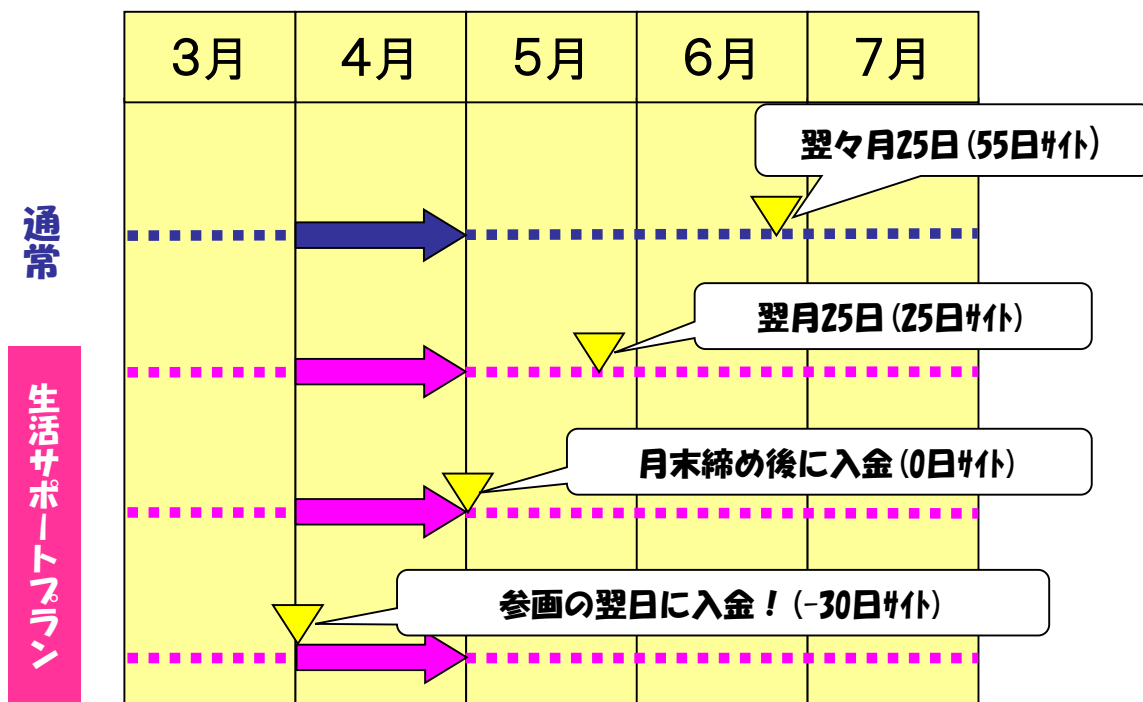 3月 4月 5月 6月 7月
翌々月25日(55日ｻｲﾄ)
通常
翌月25日(25日ｻｲﾄ)
生活サポートプラン
月末締め後に入金(0日ｻｲﾄ)
参画の翌日に入金！(-30日ｻｲﾄ)